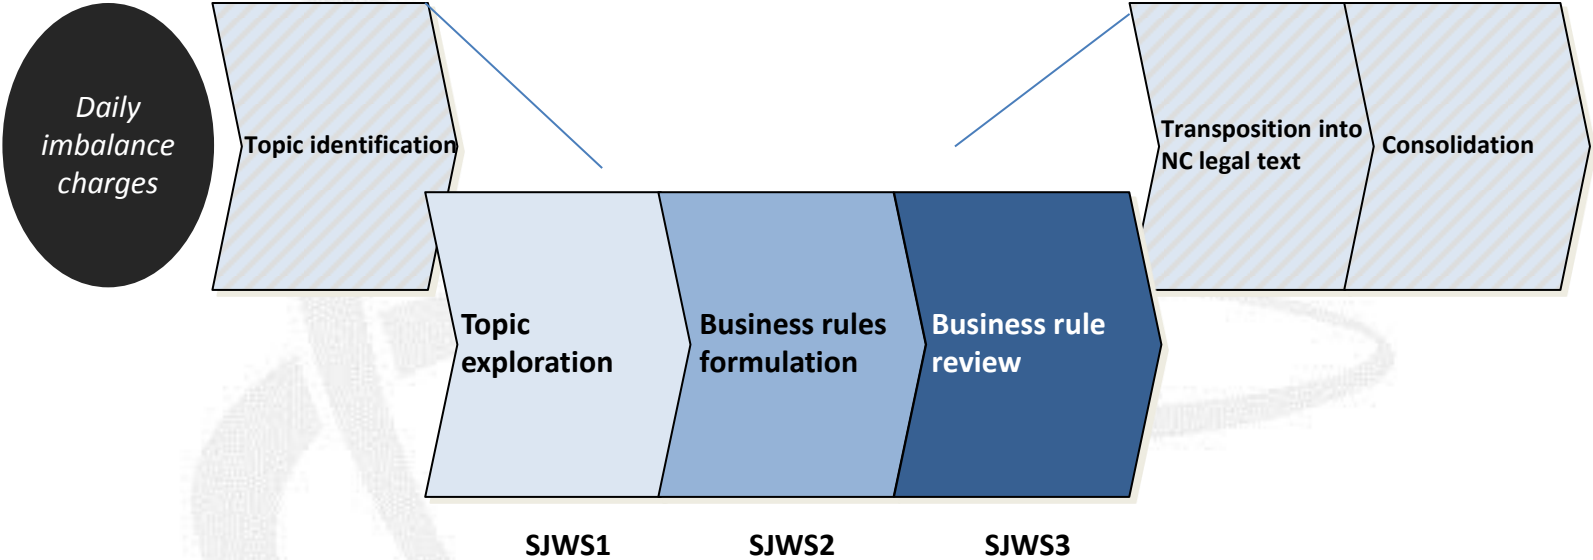 Daily
imbalance
charges
Topic identification
Transposition into
NC legal text
Consolidation
Topic
exploration
Business rules
formulation
Business rule
review
SJWS1
SJWS2
SJWS3